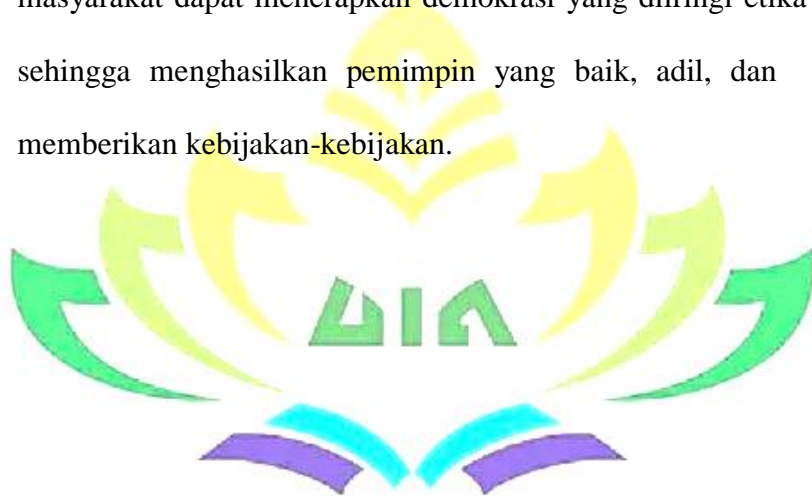 masyarakat dapat menerapkan demokrasi yang diiringi etika
sehingga menghasilkan pemimpin yang baik, adil, dan
memberikan kebijakan-kebijakan.